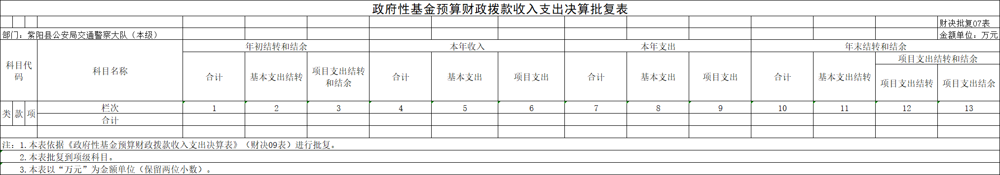 政府性基金预算财政拨款收入支出决算批复表
财决批复07表
部门：紫阳县公安局交通警察大队（本级）
金额单位：万元
科目代码
科目名称
年初结转和结余
本年收入
本年支出
年末结转和结余
合计
基本支出结转
项目支出结转和结余
合计
基本支出
项目支出
合计
基本支出
项目支出
合计
基本支出结转
项目支出结转和结余
项目支出结转
项目支出结余
类 款 项
栏次 1 2 3 4 5 6 7 8 9 10 11 12 13
合计
注：1.本表依据《政府性基金预算财政拨款收入支出决算表》（财决09表）进行批复。
2.本表批复到项级科目。
3.本表以“万元”为金额单位（保留两位小数）。